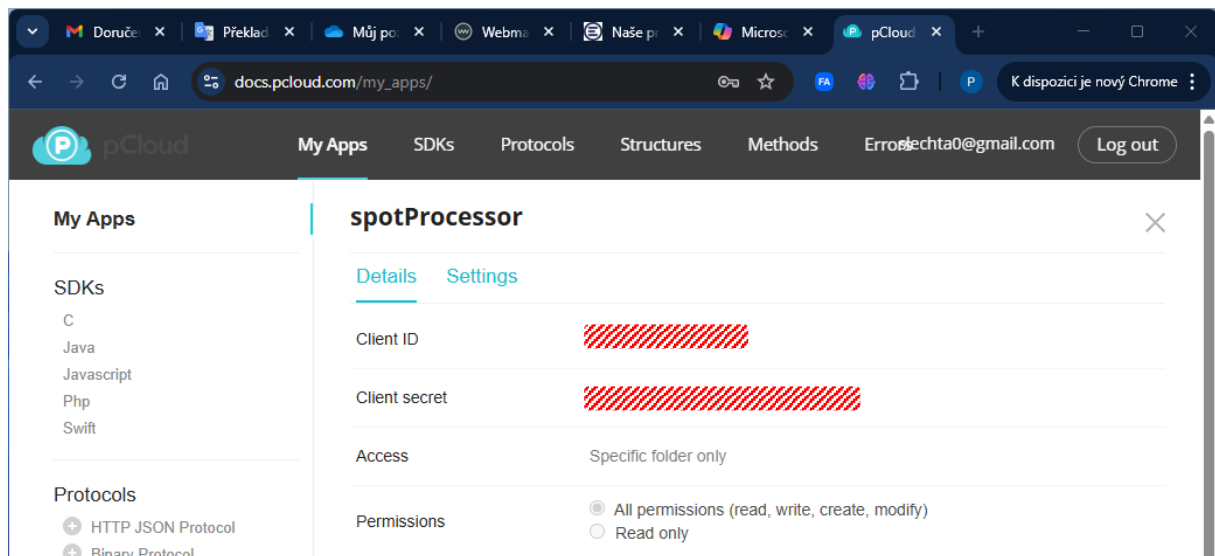 Doruče
Překlad
Můj po
Webma
Naše p
Microso
pCloud
docs.pcloud.com/my_apps/
FA
P
K dispozici je nový Chrome
P pCloud
My Apps
SDKs
Protocols
Structures
Methods
Errors
slechta0@gmail.com
Log out
My Apps
SDKs
C
Java
Javascript
Php
Swift
Protocols
HTTP JSON Protocol
Binary Protocol
spotProcessor
Details Settings
Client ID
Client secret
Access Specific folder only
Permissions All permissions (read, write, create, modify)
Read only